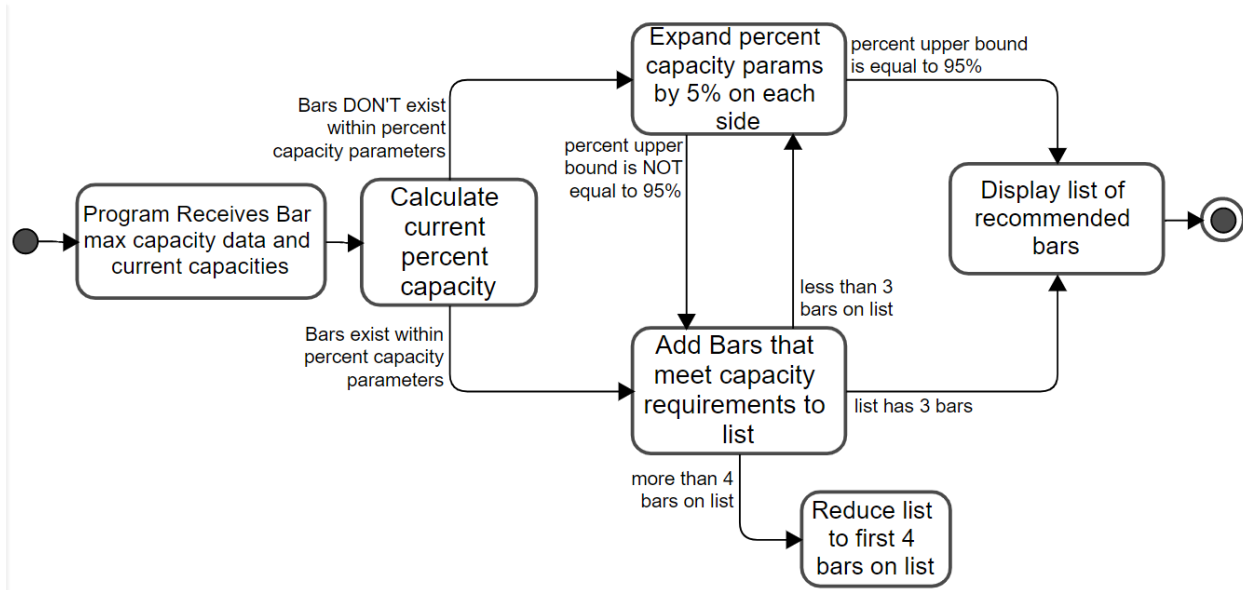 Expand percent
capacity params
by 5% on each
side
percent upper bound
is equal to 95%
Bars DON'T exist
within percent
capacity parameters
percent upper
bound is NOT
equal to 95%
Program Receives Bar
max capacity data and
current capacities
Calculate
current
percent
capacity
Display list of
recommended
bars
less than 3
bars on list
Bars exist within
percent capacity
parameters
Add Bars that
meet capacity
requirements to
list
list has 3 bars
more than 4
bars on list
Reduce list
to first 4
bars on list